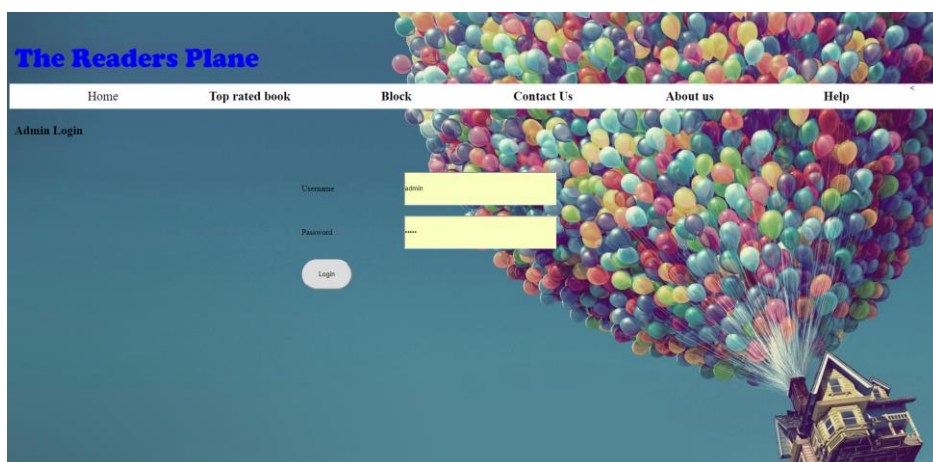 The Readers Plane
Home Top rated book Block Contact Us About us Help <
Admin Login
Username admin
Password •••••
Login